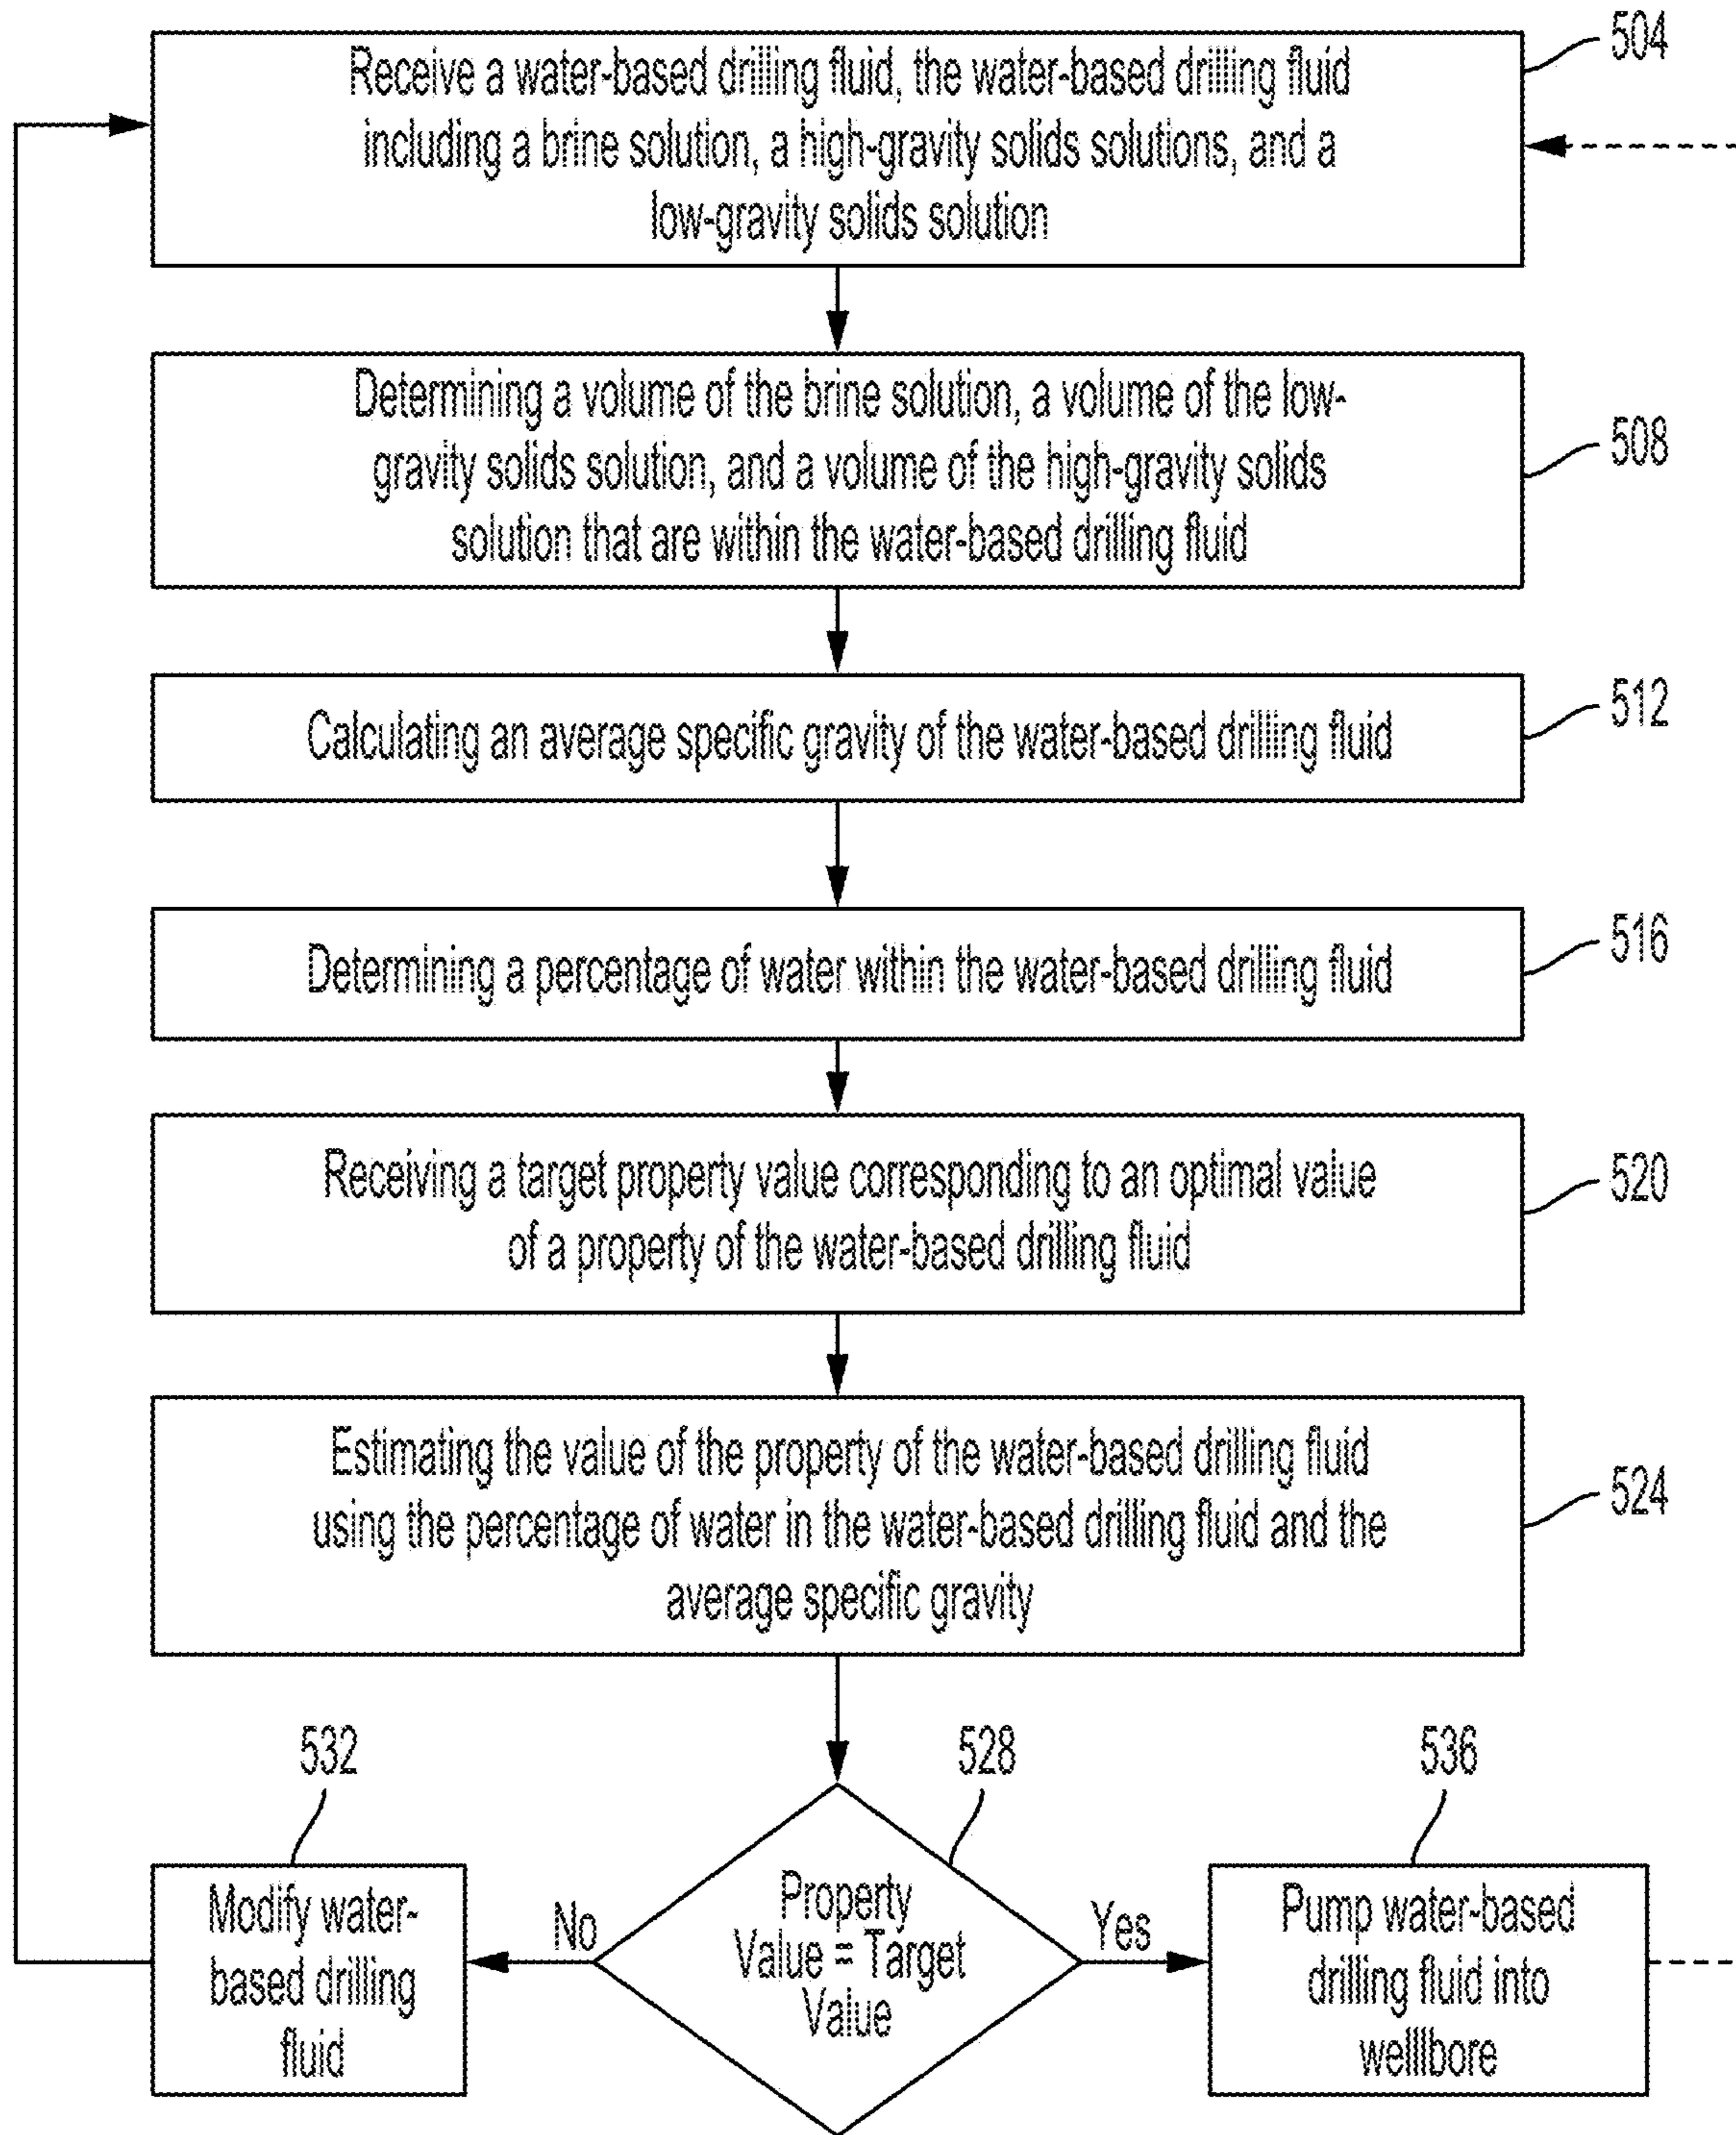 Receive a water-based drilling fluid, the water-based drilling fluid
including a brine solution, a high-gravity solids solutions, and a
low-gravity solids solution
504
Determining a volume of the brine solution, a volume of the low-
gravity solids solution, and a volume of the high-gravity solids
solution that are within the water-based drilling fluid
508
Calculating an average specific gravity of the water-based drilling fluid
512
Determining a percentage of water within the water-based drilling fluid
516
Receiving a target property value corresponding to an optimal value
of a property of the water-based drilling fluid
520
Estimating the value of the property of the water-based drilling fluid
using the percentage of water in the water-based drilling fluid and the
average specific gravity
524
532
528
536
Modify water-
based drilling
fluid
No
Property
Value = Target
Value
Yes
Pump water-based
drilling fluid into
welllbore